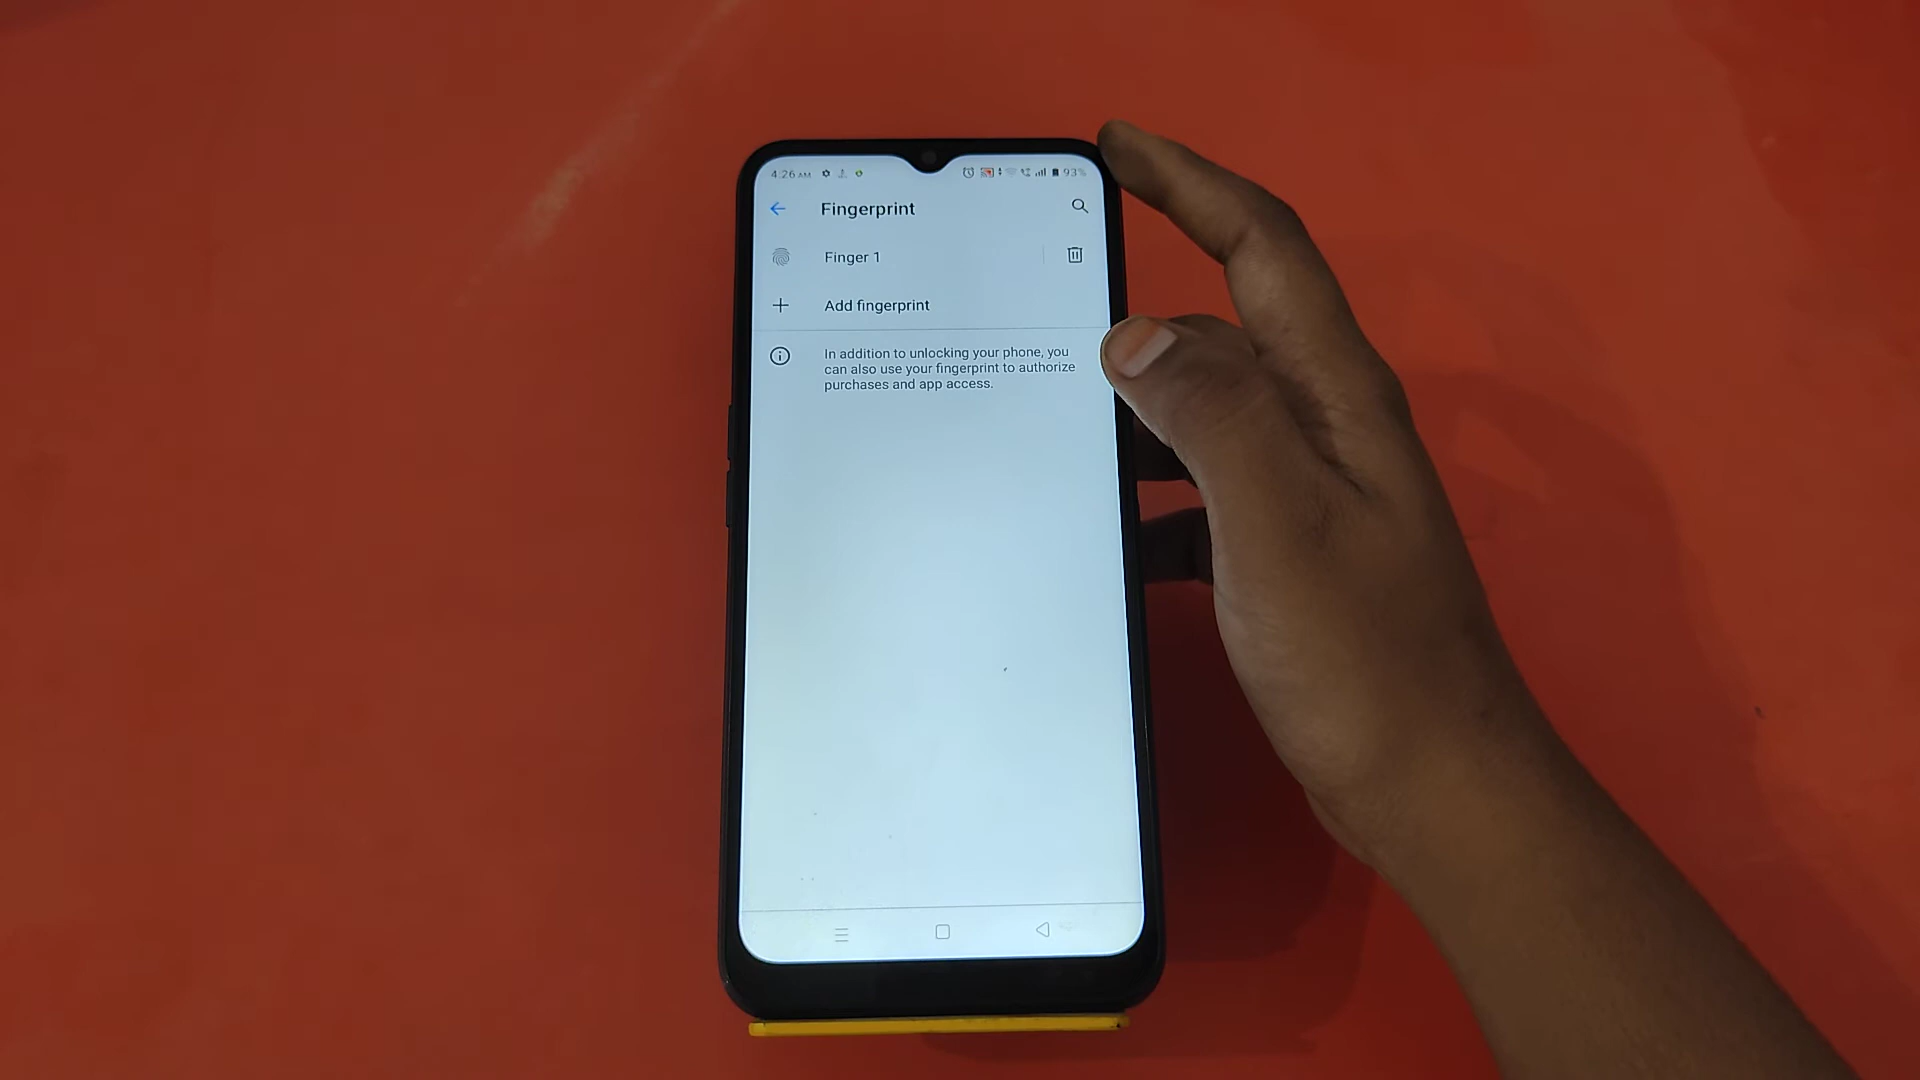 4:26 AM 93%
Fingerprint
Finger 1
Add fingerprint
In addition to unlocking your phone, you
can also use your fingerprint to authorize
purchases and app access.